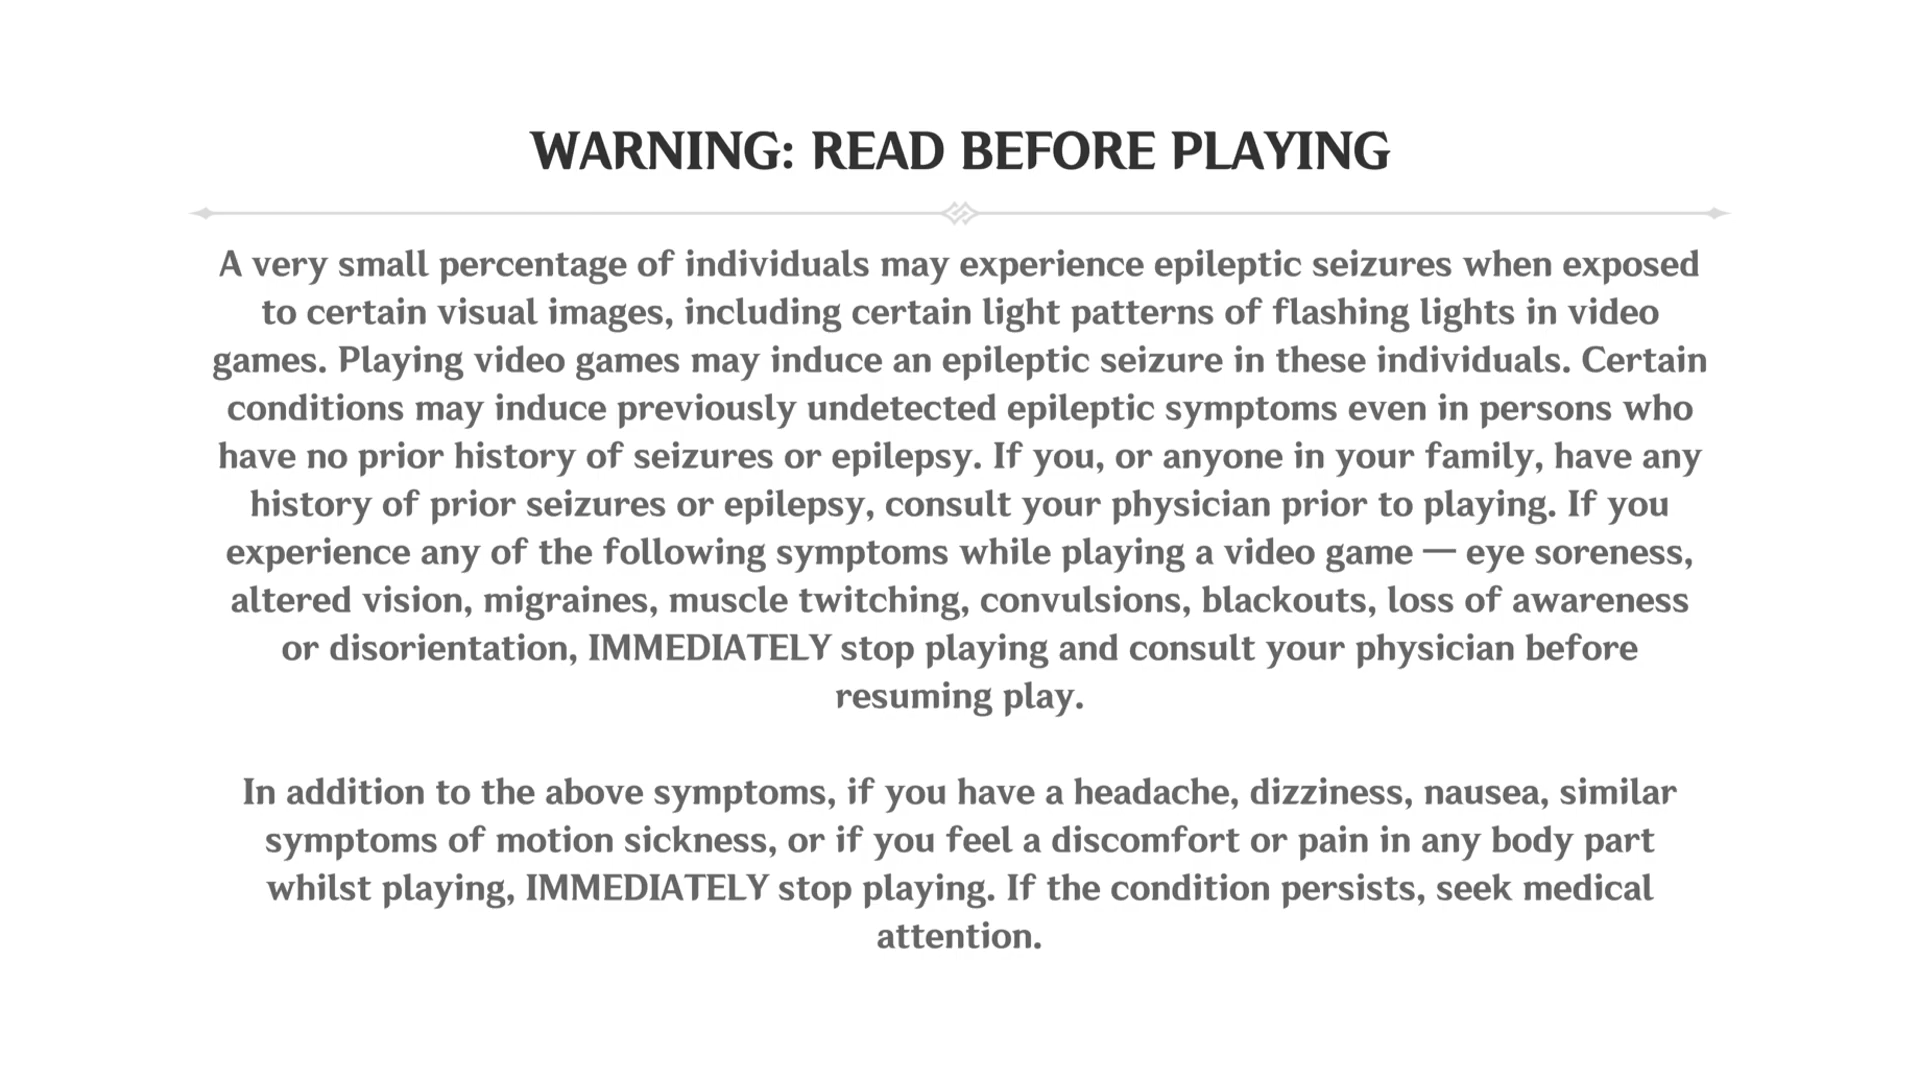 WARNING: READ BEFORE PLAYING
A very small percentage of individuals may experience epileptic seizures when exposed
to certain visual images, including certain light patterns of flashing lights in video
games. Playing video games may induce an epileptic seizure in these individuals. Certain
conditions may induce previously undetected epileptic symptoms even in persons who
have no prior history of seizures or epilepsy. If you, or anyone in your family, have any
history of prior seizures or epilepsy, consult your physician prior to playing. If you
experience any of the following symptoms while playing a video game — eye soreness,
altered vision, migraines, muscle twitching, convulsions, blackouts, loss of awareness
or disorientation, IMMEDIATELY stop playing and consult your physician before
resuming play.
In addition to the above symptoms, if you have a headache, dizziness, nausea, similar
symptoms of motion sickness, or if you feel a discomfort or pain in any body part
whilst playing, IMMEDIATELY stop playing. If the condition persists, seek medical
attention.